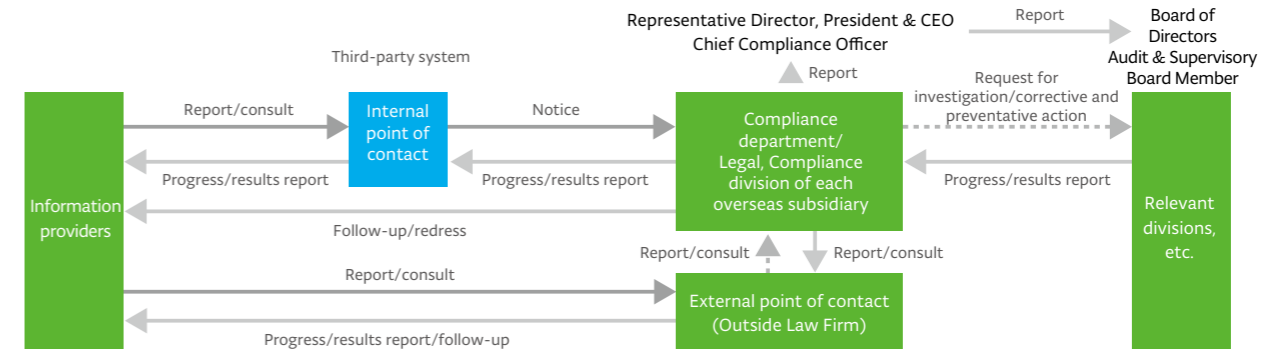 Representative Director, President & CEO
Chief Compliance Officer
Report
Board of
Directors
Audit & Supervisory
Board Member
Third-party system
Report
Request for
investigation/corrective and
preventative action
Report/consult
Internal
point of
contact
Notice
Compliance
department/
Legal, Compliance
division of each
overseas subsidiary
Progress/results report
Progress/results report
Progress/results report
Information
providers
Relevant
divisions,
etc.
Follow-up/redress
Report/consult
Report/consult
Report/consult
External point of contact
(Outside Law Firm)
Progress/results report/follow-up